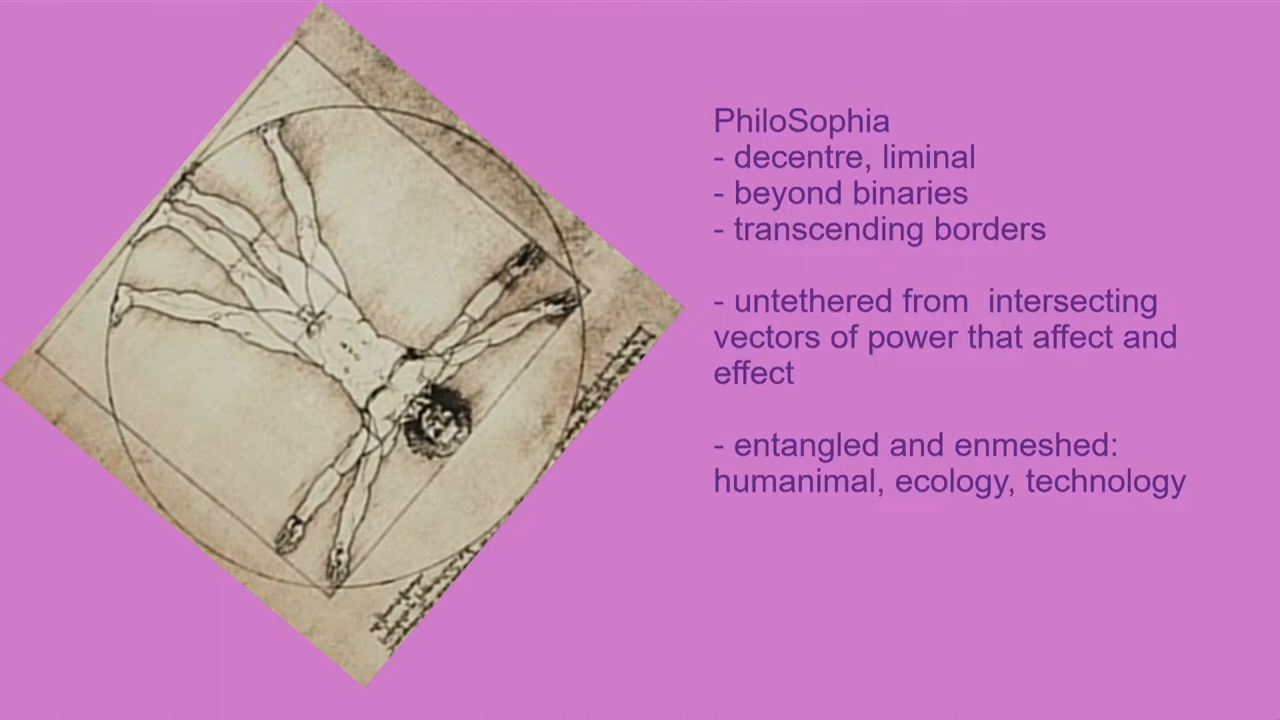 PhiloSophia
- decentre, liminal
- beyond binaries
- transcending borders
- untethered from  intersecting
vectors of power that affect and
effect
- entangled and enmeshed:
humanimal, ecology, technology